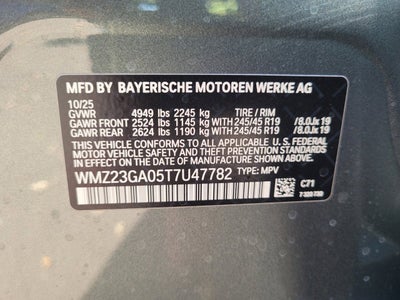 MFD BY BAYERISCHE MOTOREN WERKE AG
10/25
GVWR 4949 lbs 2245 kg TIRE / RIM
GAWR FRONT 2524 lbs 1145 kg WITH 245/45 R19 /8.0Jx19
GAWR REAR 2624 lbs 1190 kg WITH 245/45 R19 /8.0Jx19
THIS VEHICLE CONFORMS TO ALL APPLICABLE U.S. FEDERAL
MOTOR VEHICLE SAFETY, BUMPER, AND THEFT PREVENTION
STANDARDS IN EFFECT ON THE DATE OF MANUFACTURE SHOWN ABOVE.
WMZ23GA05T7U47782 TYPE: MPV
C71